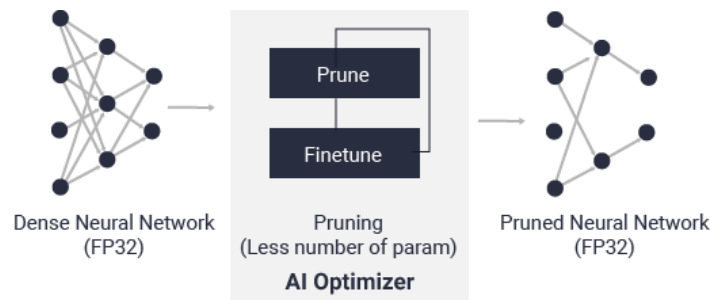 Prune
Finetune
Dense Neural Network
(FP32)
Pruning
(Less number of param)
AI Optimizer
Pruned Neural Network
(FP32)